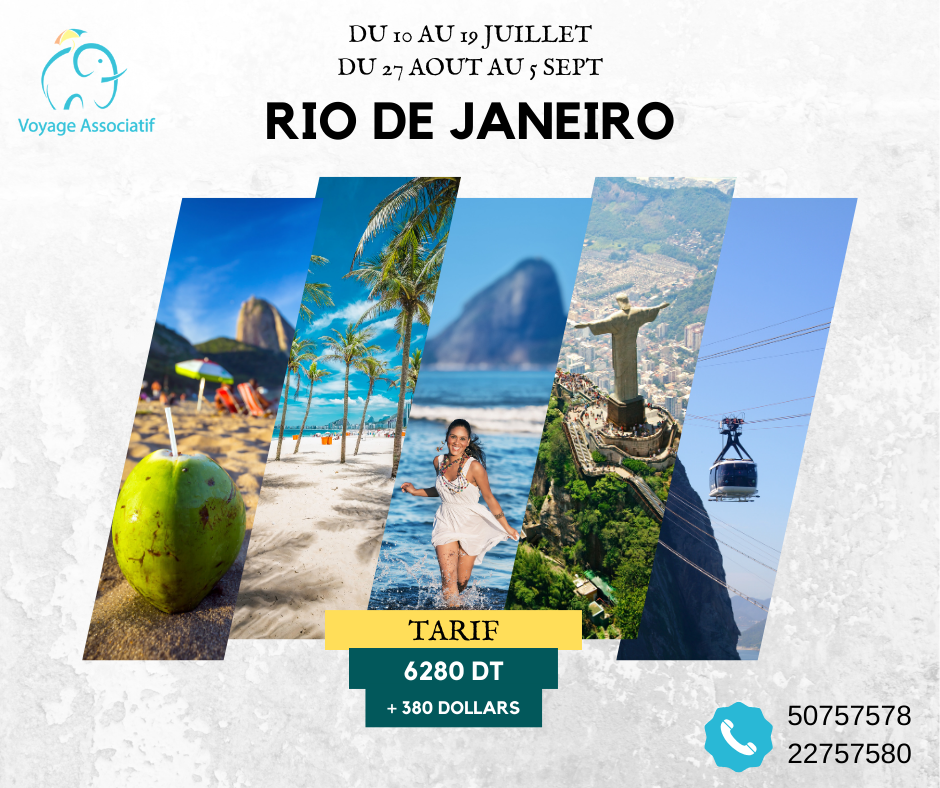 DU 10 AU 19 JUILLET
DU 27 AOUT AU 5 SEPT
RIO DE JANEIRO
Voyage Associatif
TARIF
6280 DT
+ 380 DOLLARS
50757578
22757580